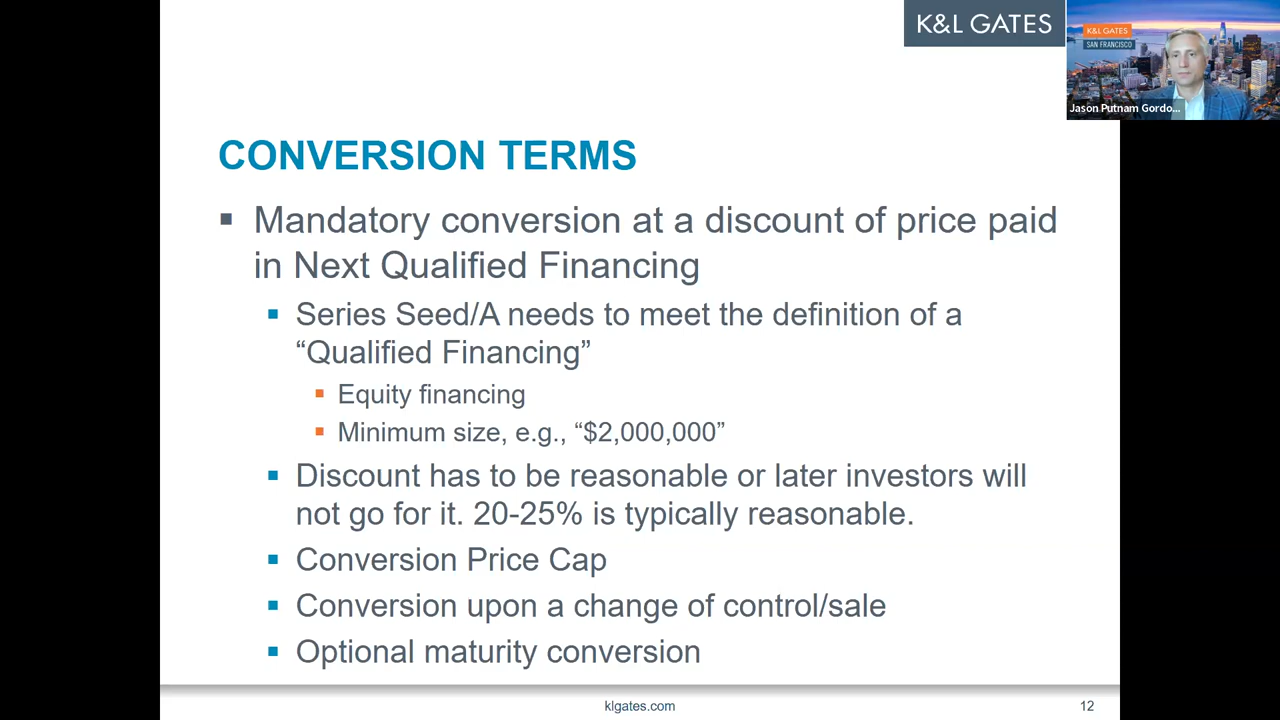 K&L GATES
K&L GATES
SAN FRANCISCO
Jason Putnam Gordo...
CONVERSION TERMS
▪ Mandatory conversion at a discount of price paid
in Next Qualified Financing
▪ Series Seed/A needs to meet the definition of a
“Qualified Financing”
▪ Equity financing
▪ Minimum size, e.g., “$2,000,000”
▪ Discount has to be reasonable or later investors will
not go for it. 20-25% is typically reasonable.
▪ Conversion Price Cap
▪ Conversion upon a change of control/sale
▪ Optional maturity conversion
klgates.com
12